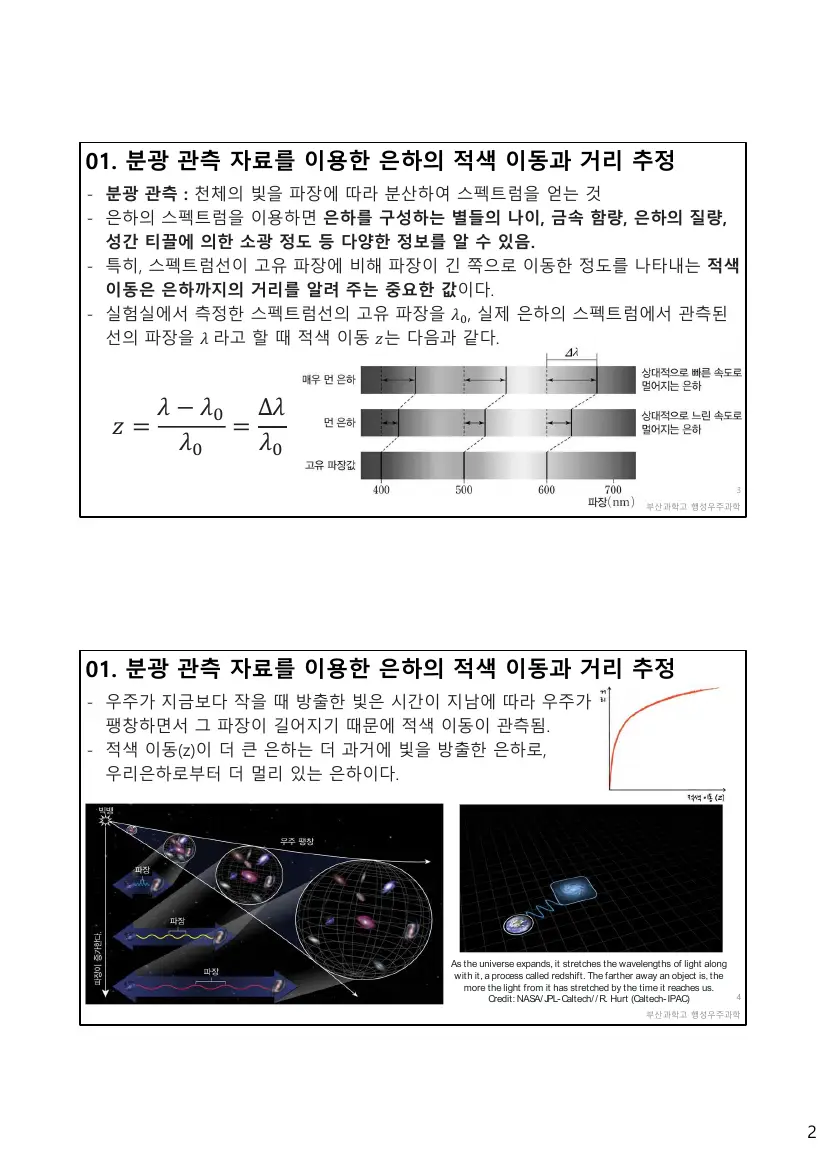 01. 분광 관측 자료를 이용한 은하의 적색 이동과 거리 추정
- 분광 관측 : 천체의 빛을 파장에 따라 분산하여 스펙트럼을 얻는 것
- 은하의 스펙트럼을 이용하면 은하를 구성하는 별들의 나이, 금속 함량, 은하의 질량,
성간 티끌에 의한 소광 정도 등 다양한 정보를 알 수 있음.
- 특히, 스펙트럼선이 고유 파장에 비해 파장이 긴 쪽으로 이동한 정도를 나타내는 적색
이동은 은하까지의 거리를 알려 주는 중요한 값이다.
- 실험실에서 측정한 스펙트럼선의 고유 파장을 λ₀, 실제 은하의 스펙트럼에서 관측된
선의 파장을 λ 라고 할 때 적색 이동 z는 다음과 같다.
z = (λ − λ₀)/λ₀ = Δλ/λ₀
Δλ
매우 먼 은하
상대적으로 빠른 속도로
멀어지는 은하
먼 은하
상대적으로 느린 속도로
멀어지는 은하
고유 파장값
400 500 600 700
파장(nm)
3
부산과학고 행성우주과학
01. 분광 관측 자료를 이용한 은하의 적색 이동과 거리 추정
- 우주가 지금보다 작을 때 방출한 빛은 시간이 지남에 따라 우주가
팽창하면서 그 파장이 길어지기 때문에 적색 이동이 관측됨.
- 적색 이동(z)이 더 큰 은하는 더 과거에 빛을 방출한 은하로,
우리은하로부터 더 멀리 있는 은하이다.
거리
적색 이동 (z)
빅뱅
우주 팽창
파장
파장
파장
파장이 증가한다.
As the universe expands, it stretches the wavelengths of light along
with it, a process called redshift. The farther away an object is, the
more the light from it has stretched by the time it reaches us.
Credit: NASA/JPL-Caltech//R. Hurt (Caltech-IPAC)
4
부산과학고 행성우주과학
2